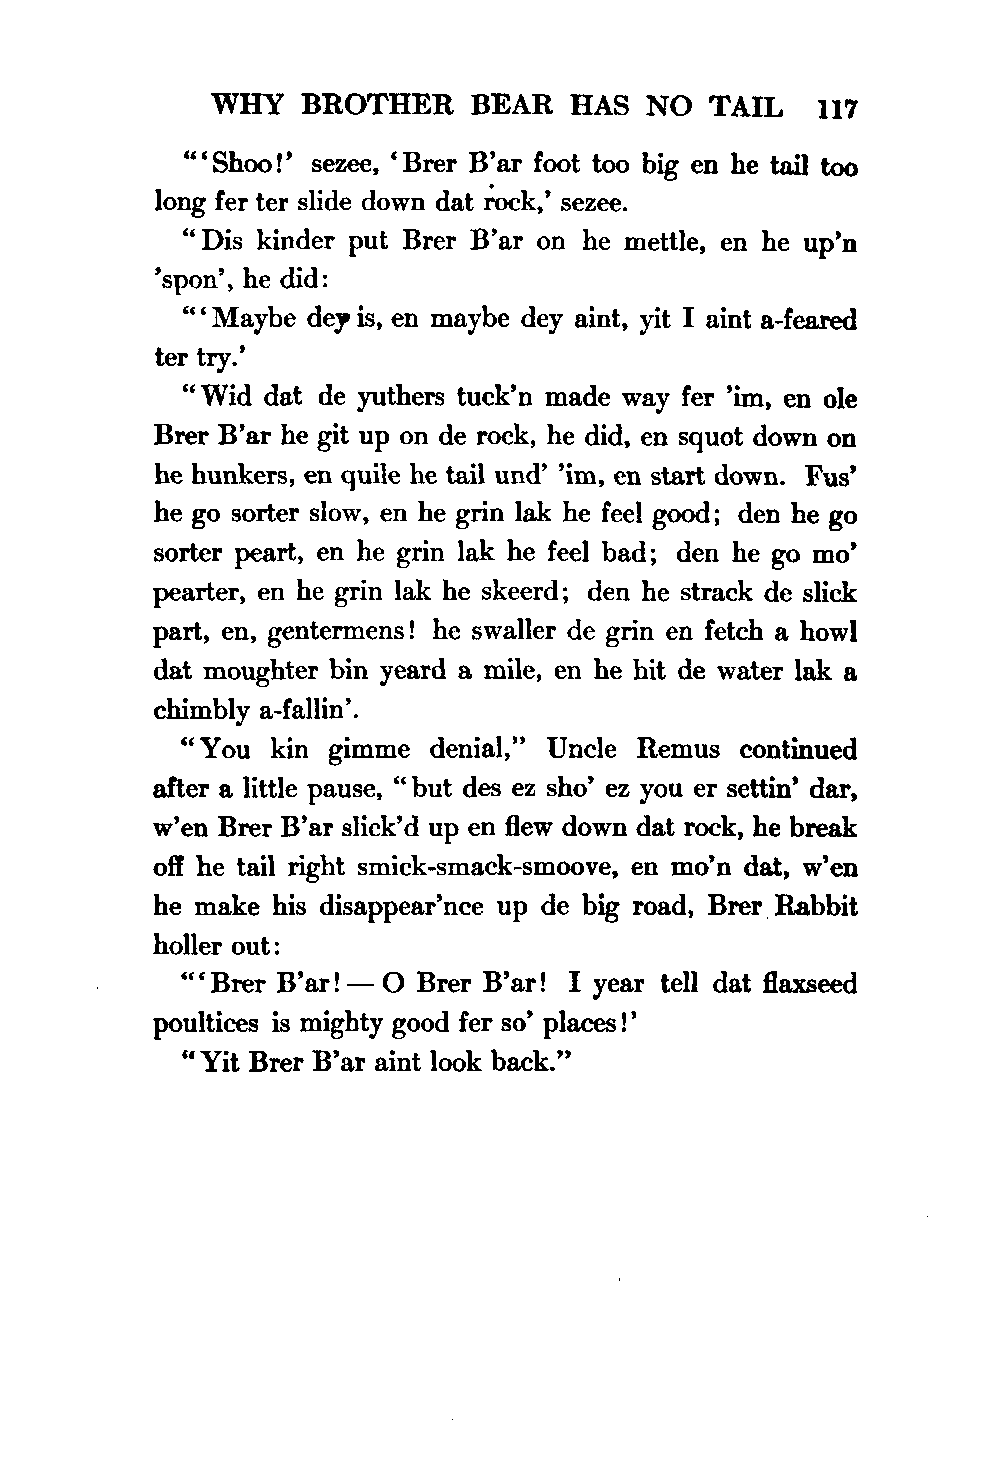 WHY BROTHER BEAR HAS NO TAIL 117
“‘Shoo!’ sezee, ‘Brer B’ar foot too big en he tail too
long fer ter slide down dat rock,’ sezee.
“Dis kinder put Brer B’ar on he mettle, en he up’n
’spon’, he did:
“‘Maybe dey is, en maybe dey aint, yit I aint a-feared
ter try.’
“Wid dat de yuthers tuck’n made way fer ’im, en ole
Brer B’ar he git up on de rock, he did, en squot down on
he hunkers, en quile he tail und’ ’im, en start down. Fus’
he go sorter slow, en he grin lak he feel good; den he go
sorter peart, en he grin lak he feel bad; den he go mo’
pearter, en he grin lak he skeerd; den he strack de slick
part, en, gentermens! he swaller de grin en fetch a howl
dat moughter bin yeard a mile, en he hit de water lak a
chimbly a-fallin’.
“You kin gimme denial,” Uncle Remus continued
after a little pause, “but des ez sho’ ez you er settin’ dar,
w’en Brer B’ar slick’d up en flew down dat rock, he break
off he tail right smick-smack-smoove, en mo’n dat, w’en
he make his disappear’nce up de big road, Brer Rabbit
holler out:
“‘Brer B’ar! — O Brer B’ar! I year tell dat flaxseed
poultices is mighty good fer so’ places!’
“Yit Brer B’ar aint look back.”